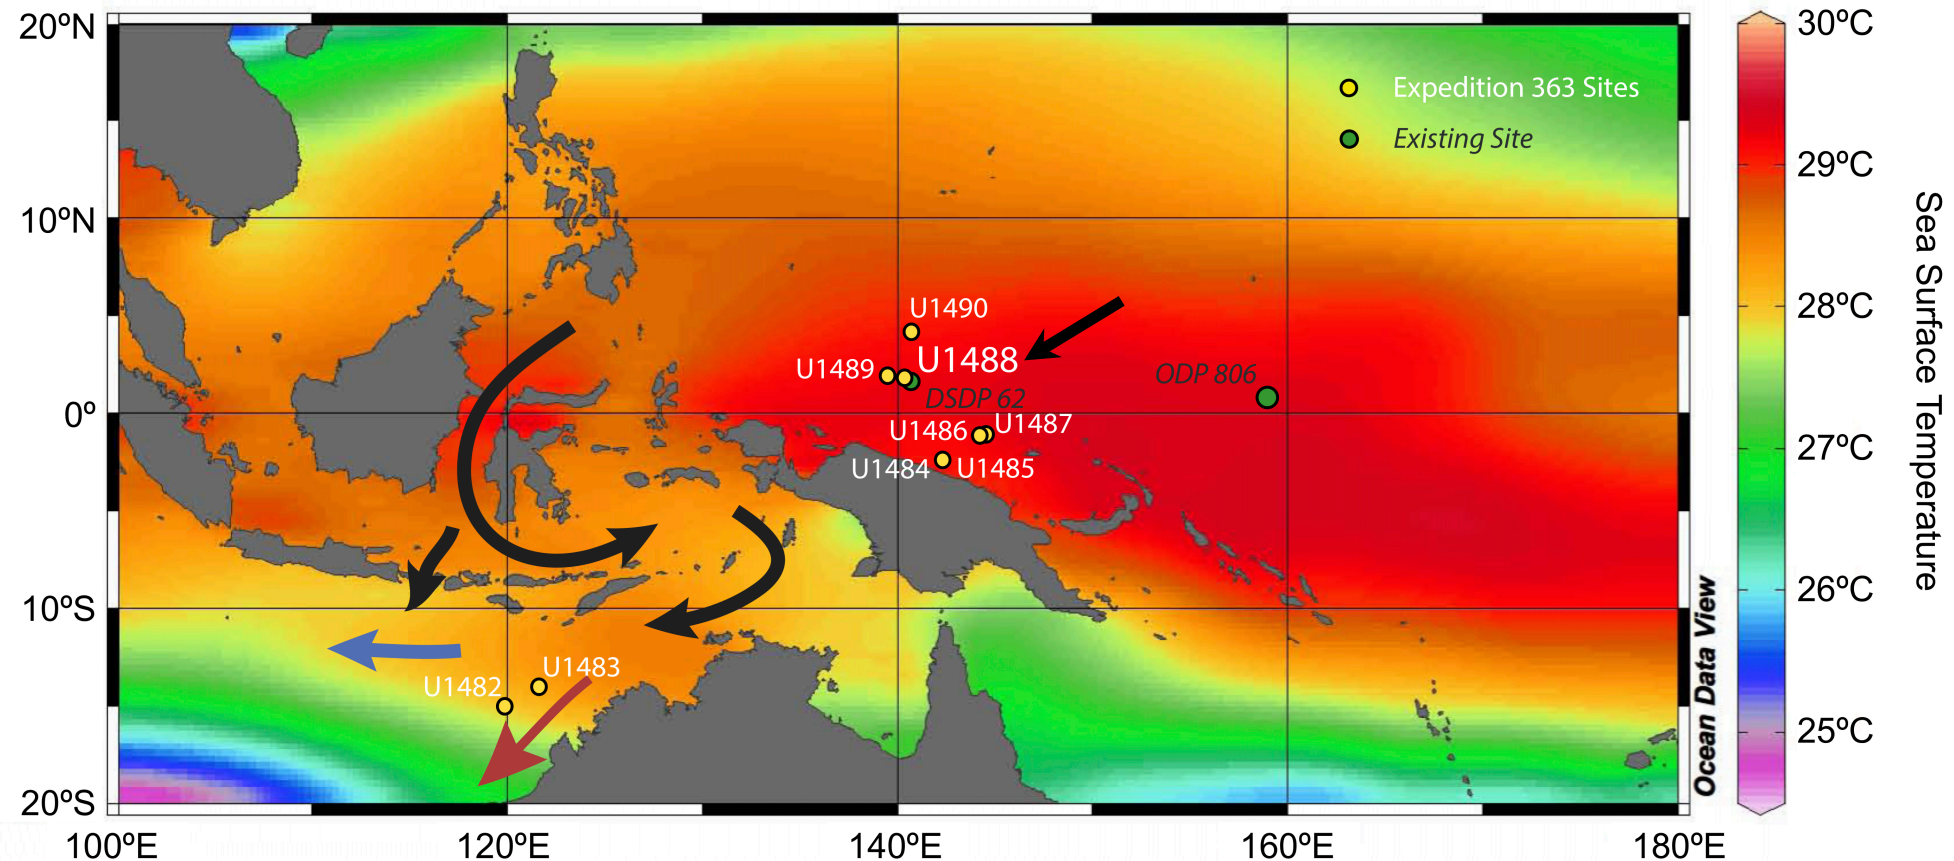 20ºN
10ºN
0º
10ºS
20ºS
100ºE
120ºE
140ºE
160ºE
180ºE
Expedition 363 Sites
Existing Site
U1490
U1488
U1489
DSDP 62
ODP 806
U1486
U1487
U1484
U1485
U1483
U1482
Ocean Data View
30ºC
29ºC
28ºC
27ºC
26ºC
25ºC
Sea Surface Temperature